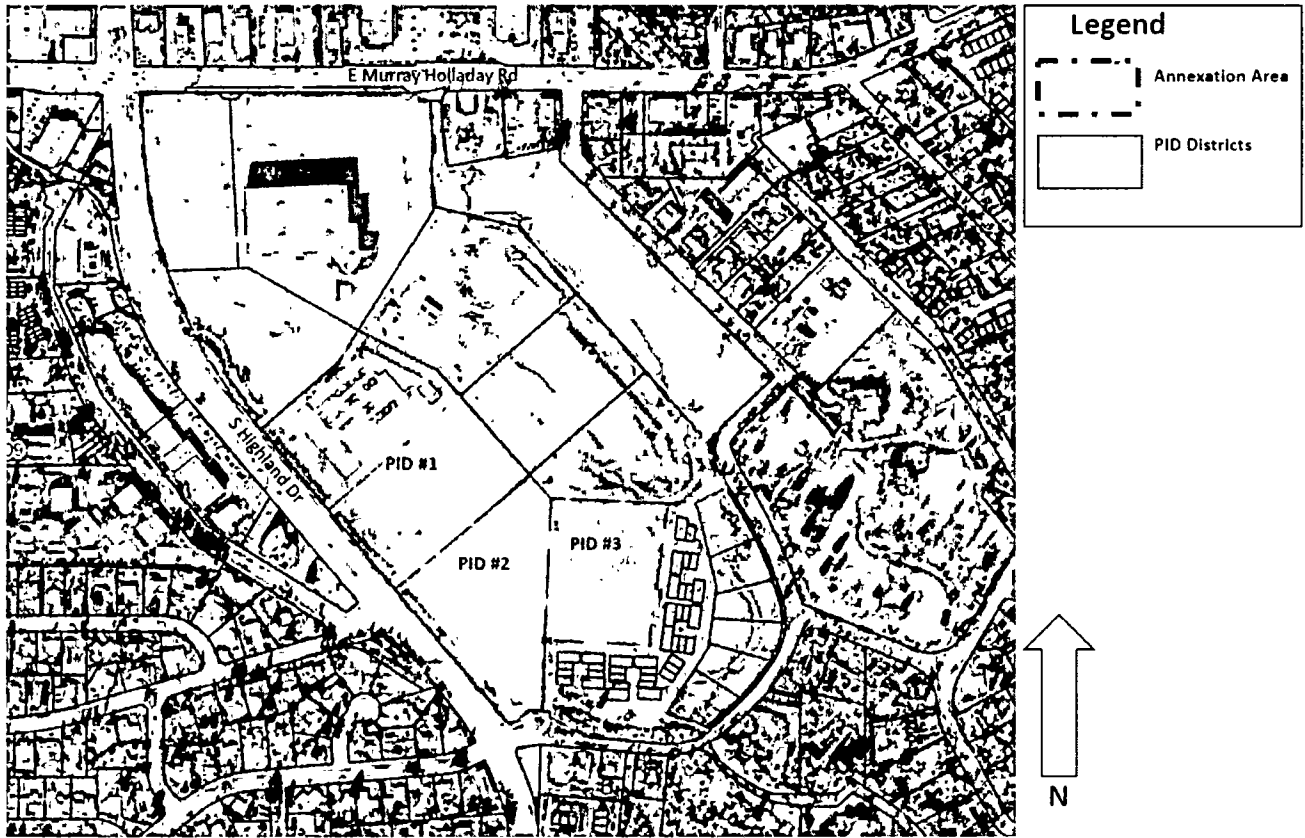 Legend
Annexation Area
PID Districts
E Murray Holladay Rd
S Highland Dr
PID #1
PID #2
PID #3
N